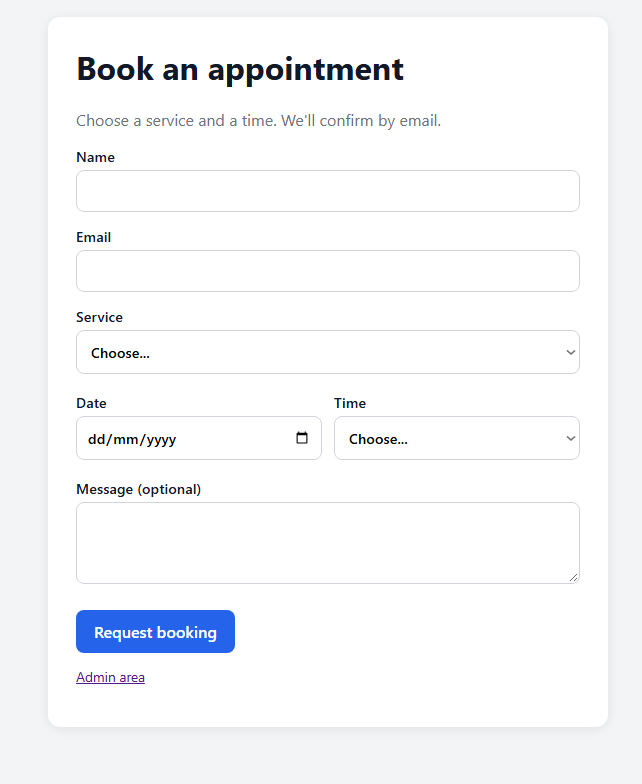 Book an appointment
Choose a service and a time. We'll confirm by email.
Name
Email
Service
Choose...
Date Time
dd/mm/yyyy Choose...
Message (optional)
Request booking
Admin area